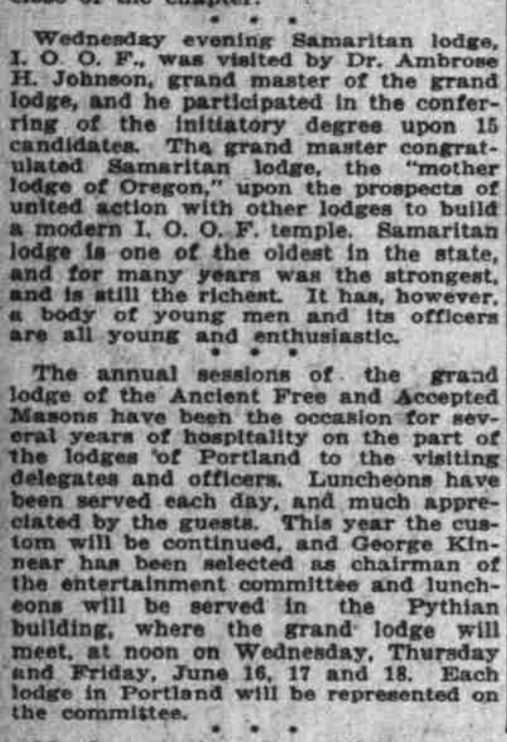 close of the chapter.
• • •
Wednesday evening Samaritan lodge,
I. O. O. F., was visited by Dr. Ambrose
H. Johnson, grand master of the grand
lodge, and he participated in the confer-
ring of the initiatory degree upon 15
candidates. The grand master congrat-
ulated Samaritan lodge, the "mother
lodge of Oregon," upon the prospects of
united action with other lodges to build
a modern I. O. O. F. temple. Samaritan
lodge is one of the oldest in the state,
and for many years was the strongest,
and is still the richest. It has, however,
a body of young men and its officers
are all young and enthusiastic.
• • •
The annual sessions of the grand
lodge of the Ancient Free and Accepted
Masons have been the occasion for sev-
eral years of hospitality on the part of
the lodges of Portland to the visiting
delegates and officers. Luncheons have
been served each day, and much appre-
ciated by the guests. This year the cus-
tom will be continued, and George Kin-
near has been selected as chairman of
the entertainment committee and lunch-
eons will be served in the Pythian
building, where the grand lodge will
meet, at noon on Wednesday, Thursday
and Friday, June 16, 17 and 18. Each
lodge in Portland will be represented on
the committee.
• • •